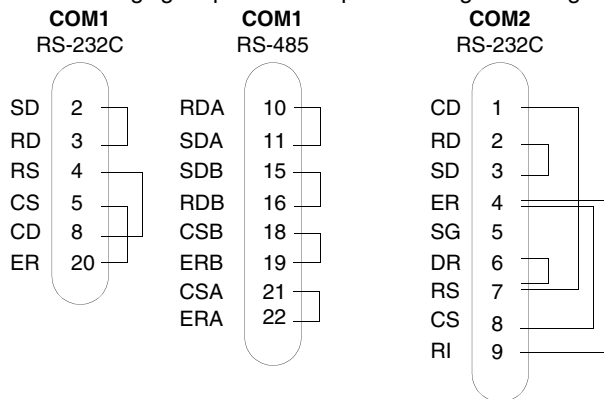 COM1 COM1 COM2
RS-232C RS-485 RS-232C
SD 2 RDA 10 CD 1
RD 3 SDA 11 RD 2
RS 4 SDB 15 SD 3
CS 5 RDB 16 ER 4
CD 8 CSB 18 SG 5
ER 20 ERB 19 DR 6
CSA 21 RS 7
ERA 22 CS 8
RI 9